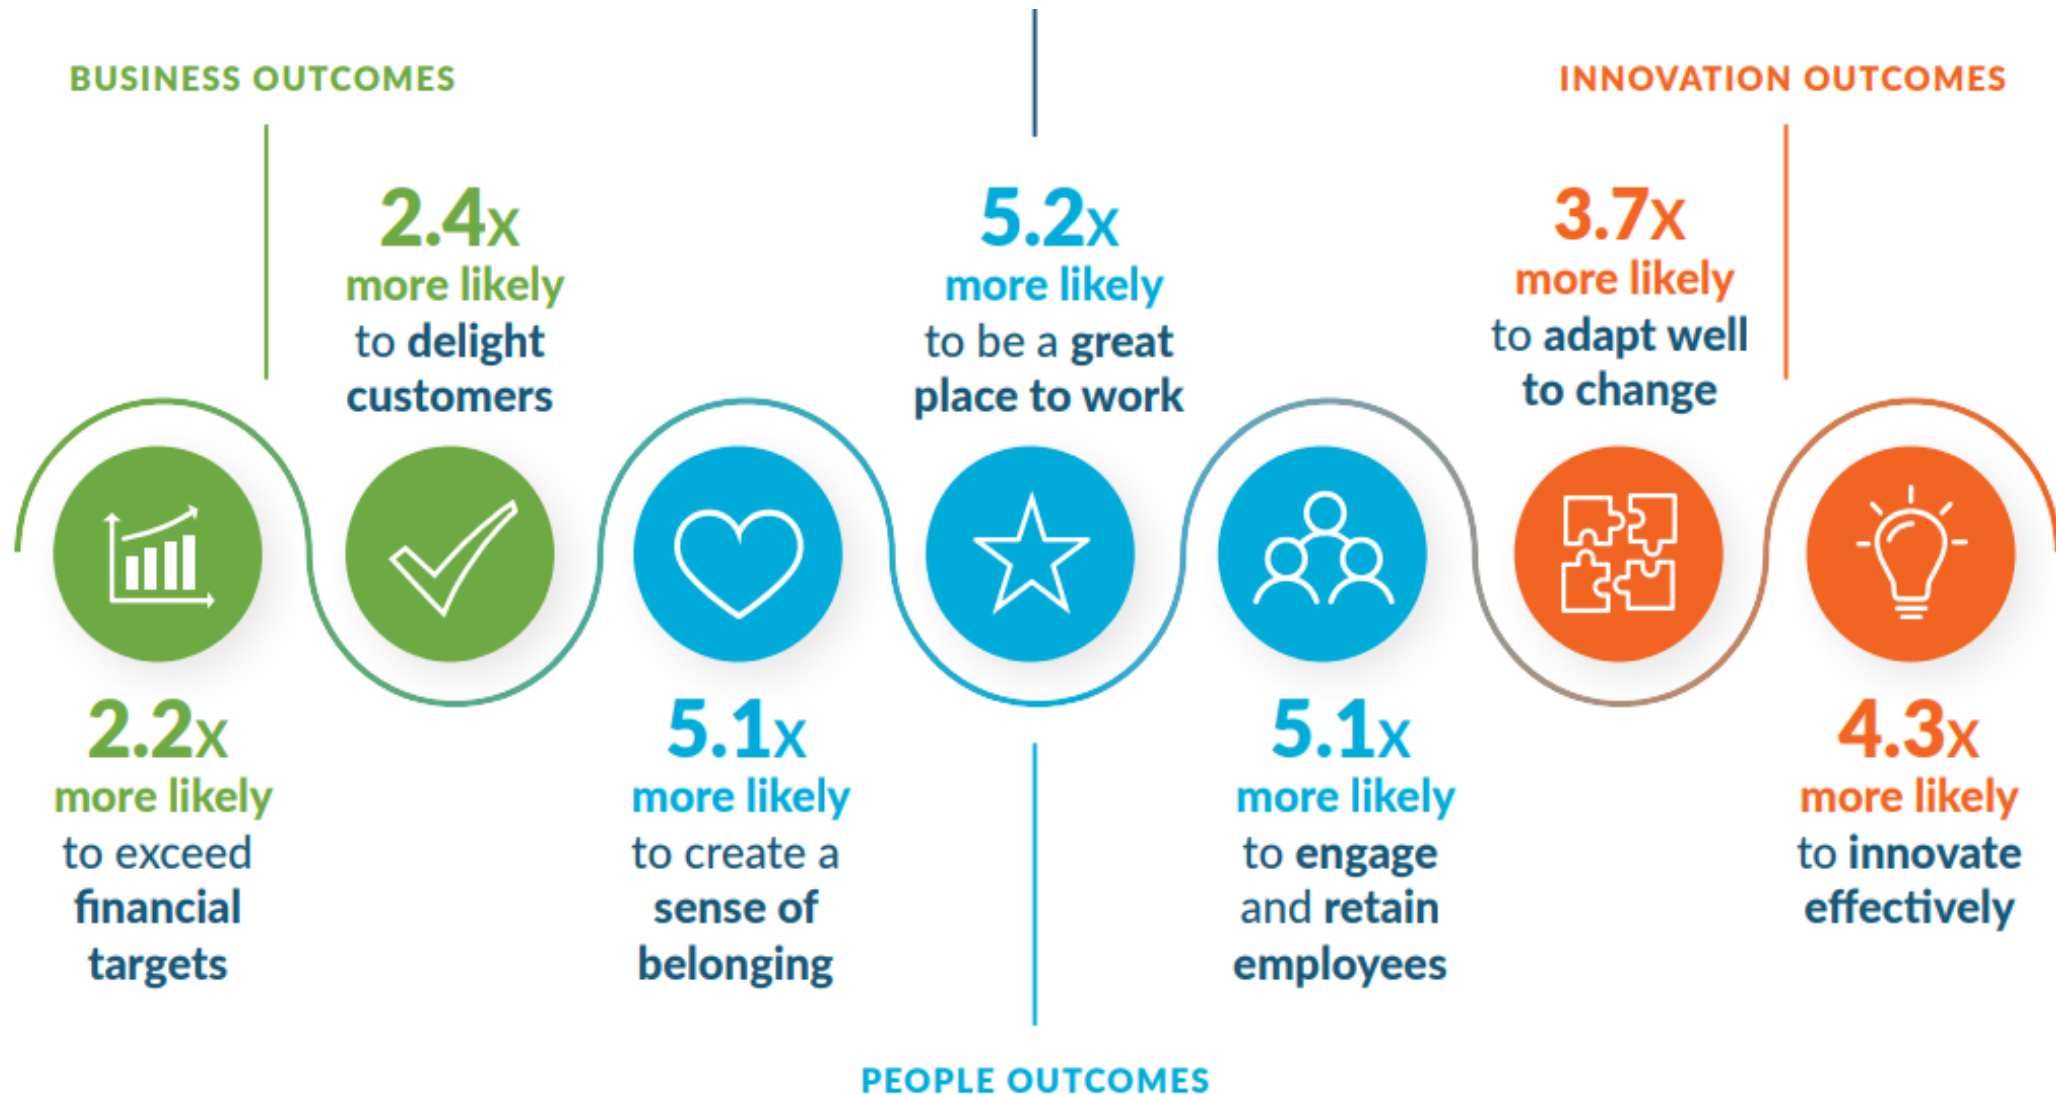 BUSINESS OUTCOMES
2.2x
more likely
to exceed
financial
targets
2.4x
more likely
to delight
customers
5.1x
more likely
to create a
sense of
belonging
5.2x
more likely
to be a great
place to work
5.1x
more likely
to engage
and retain
employees
PEOPLE OUTCOMES
INNOVATION OUTCOMES
3.7x
more likely
to adapt well
to change
4.3x
more likely
to innovate
effectively